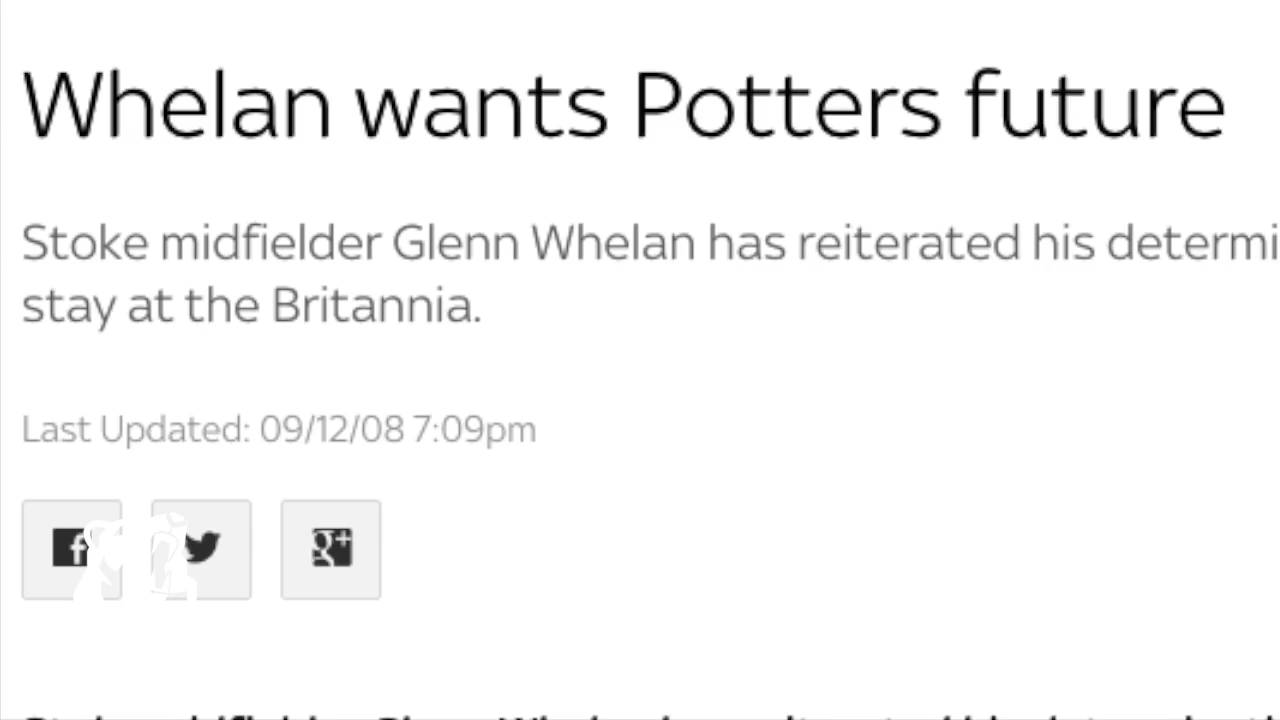 Whelan wants Potters future
Stoke midfielder Glenn Whelan has reiterated his determi
stay at the Britannia.
Last Updated: 09/12/08 7:09pm
f g+